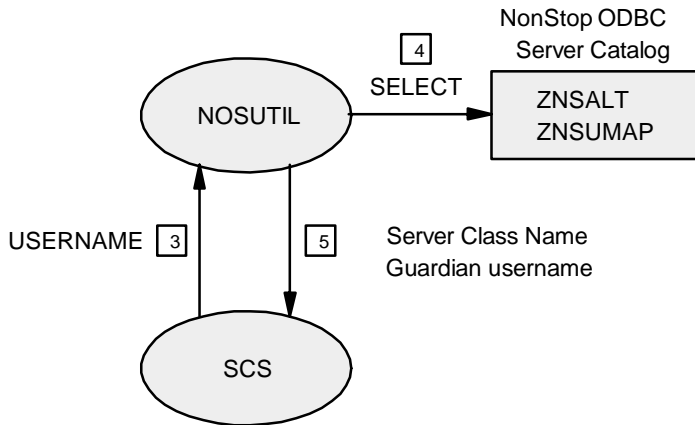 NonStop ODBC
Server Catalog
4
SELECT
ZNSALT
ZNSUMAP
NOSUTIL
USERNAME 3
5
Server Class Name
Guardian username
SCS